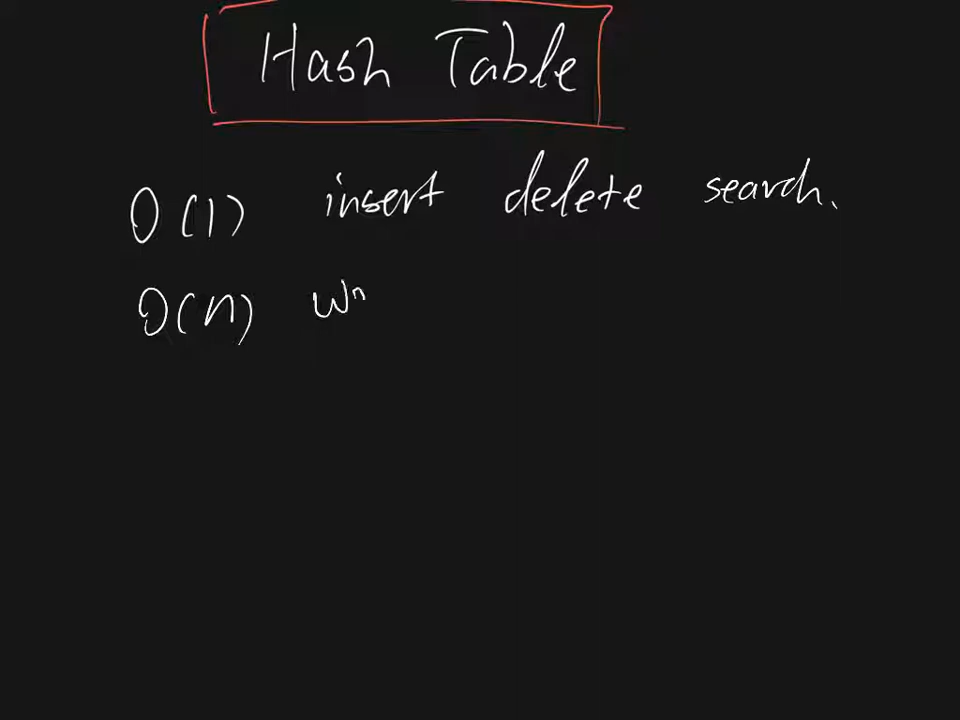 Hash Table
O(1) insert delete search.
O(n)